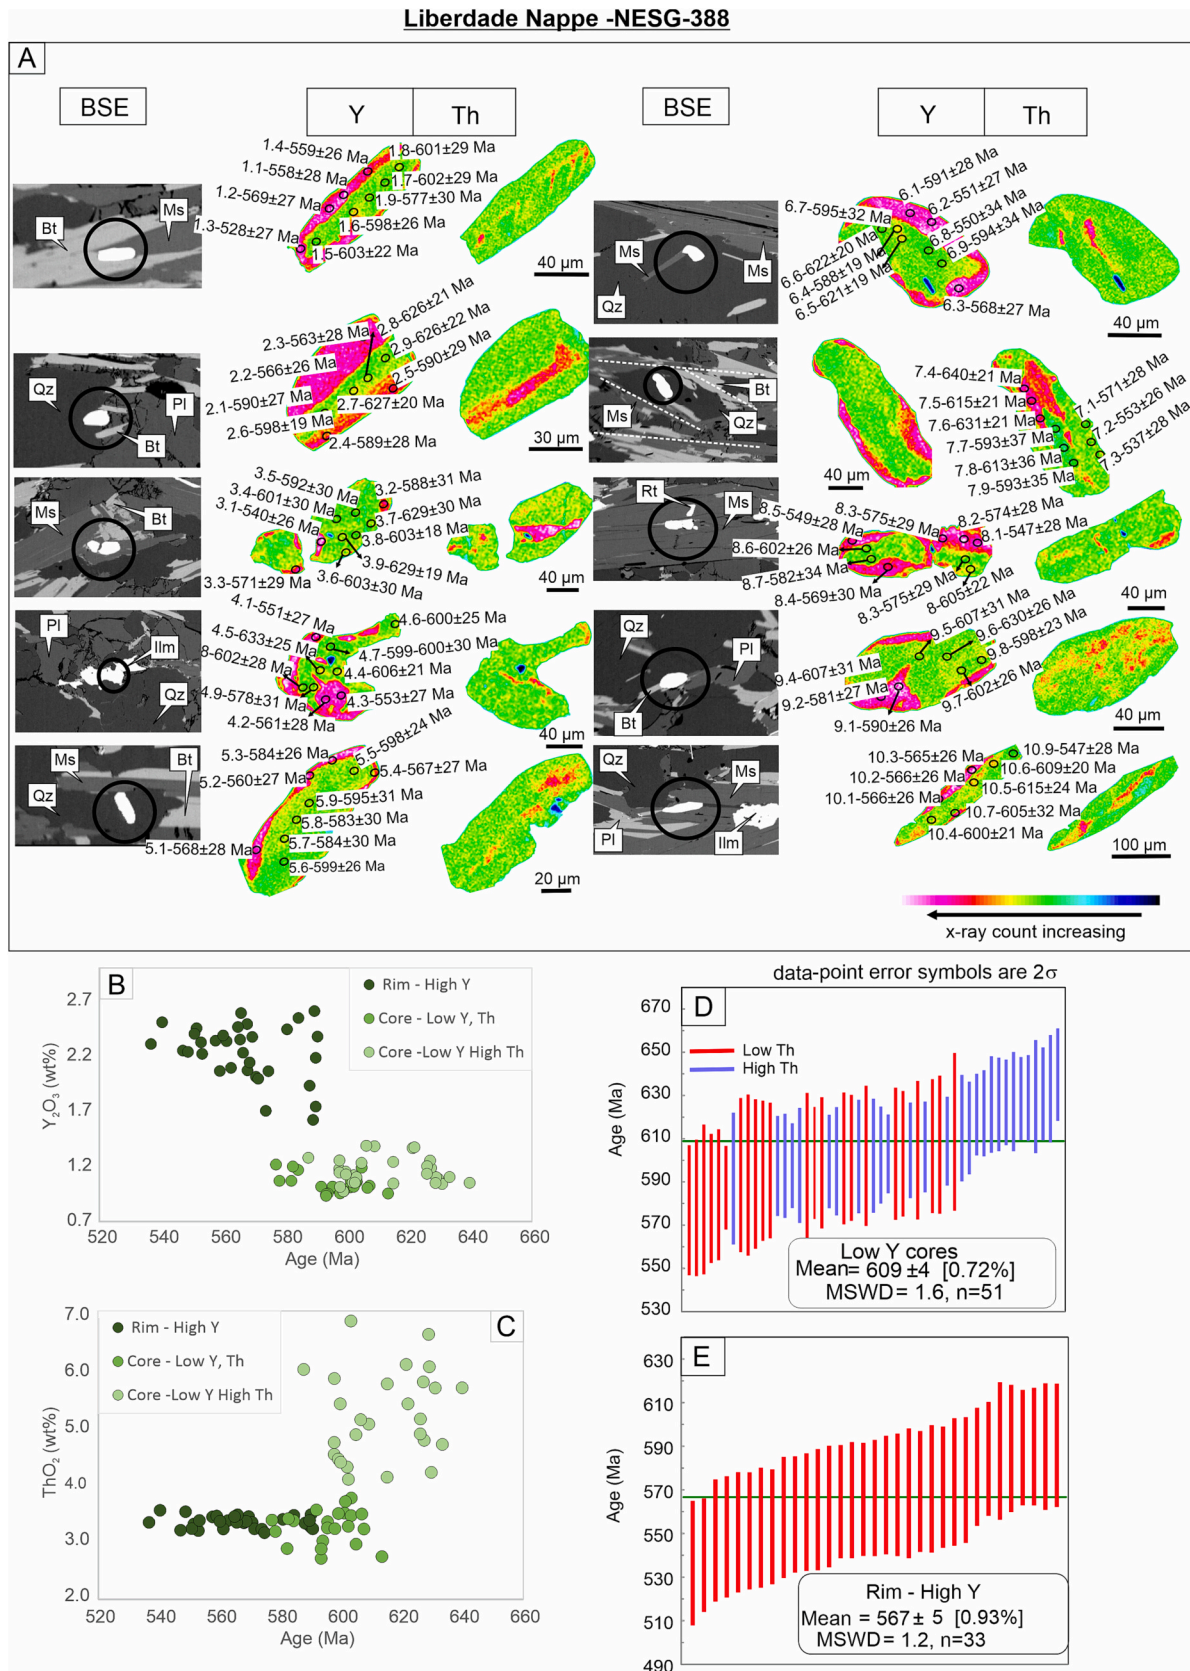 Liberdade Nappe -NESG-388
A
BSE
Y
Th
BSE
Y
Th
Bt
Ms
1.4-559±26 Ma
1.8-601±29 Ma
1.1-558±28 Ma
1.7-602±29 Ma
1.2-569±27 Ma
1.9-577±30 Ma
1.3-528±27 Ma
1.6-598±26 Ma
1.5-603±22 Ma
40 µm
Ms
Ms
Qz
6.1-591±28 Ma
6.2-551±27 Ma
6.7-595±32 Ma
6.8-550±34 Ma
6.9-594±34 Ma
6.6-622±20 Ma
6.4-588±19 Ma
6.5-621±19 Ma
6.3-568±27 Ma
40 µm
Qz
Pl
Bt
2.3-563±28 Ma
2.8-626±21 Ma
2.9-626±22 Ma
2.2-566±26 Ma
2.5-590±29 Ma
2.1-590±27 Ma
2.7-627±20 Ma
2.6-598±19 Ma
2.4-589±28 Ma
30 µm
Bt
Ms
Qz
40 µm
7.4-640±21 Ma
7.5-615±21 Ma
7.6-631±21 Ma
7.7-593±37 Ma
7.8-613±36 Ma
7.9-593±35 Ma
7.1-571±28 Ma
7.2-553±26 Ma
7.3-537±28 Ma
Ms
Bt
3.5-592±30 Ma
3.4-601±30 Ma
3.2-588±31 Ma
3.1-540±26 Ma
3.7-629±30 Ma
3.8-603±18 Ma
3.9-629±19 Ma
3.6-603±30 Ma
3.3-571±29 Ma
40 µm
Rt
Ms
8.5-549±28 Ma
8.3-575±29 Ma
8.2-574±28 Ma
8.1-547±28 Ma
8.6-602±26 Ma
8.7-582±34 Ma
8.4-569±30 Ma
8.3-575±29 Ma
8-605±22 Ma
40 µm
Pl
Ilm
Qz
4.1-551±27 Ma
4.6-600±25 Ma
4.5-633±25 Ma
4.7-599±600±30 Ma
8-602±28 Ma
4.4-606±21 Ma
4.9-578±31 Ma
4.3-553±27 Ma
4.2-561±28 Ma
40 µm
Qz
Pl
Bt
9.5-607±31 Ma
9.6-630±26 Ma
9.8-598±23 Ma
9.4-607±31 Ma
9.2-581±27 Ma
9.7-602±26 Ma
9.1-590±26 Ma
40 µm
Ms
Bt
Qz
5.3-584±26 Ma
5.5-598±24 Ma
5.2-560±27 Ma
5.4-567±27 Ma
5.9-595±31 Ma
5.8-583±30 Ma
5.7-584±30 Ma
5.1-568±28 Ma
5.6-599±26 Ma
20 µm
Qz
Ms
Pl
Ilm
10.3-565±26 Ma
10.9-547±28 Ma
10.2-566±26 Ma
10.6-609±20 Ma
10.5-615±24 Ma
10.1-566±26 Ma
10.7-605±32 Ma
10.4-600±21 Ma
100 µm
x-ray count increasing
B
Rim - High Y
Core - Low Y, Th
Core -Low Y High Th
2.7
2.2
1.7
1.2
0.7
Y₂O₃ (wt%)
520 540 560 580 600 620 640 660
Age (Ma)
C
Rim - High Y
Core - Low Y, Th
Core -Low Y High Th
7.0
6.0
5.0
4.0
3.0
2.0
ThO₂ (wt%)
520 540 560 580 600 620 640 660
Age (Ma)
data-point error symbols are 2σ
D
Low Th
High Th
670
650
630
610
590
570
550
530
Age (Ma)
Low Y cores
Mean= 609 ±4 [0.72%]
MSWD = 1.6, n=51
E
630
610
590
570
550
530
510
490
Age (Ma)
Rim - High Y
Mean = 567± 5 [0.93%]
MSWD = 1.2, n=33